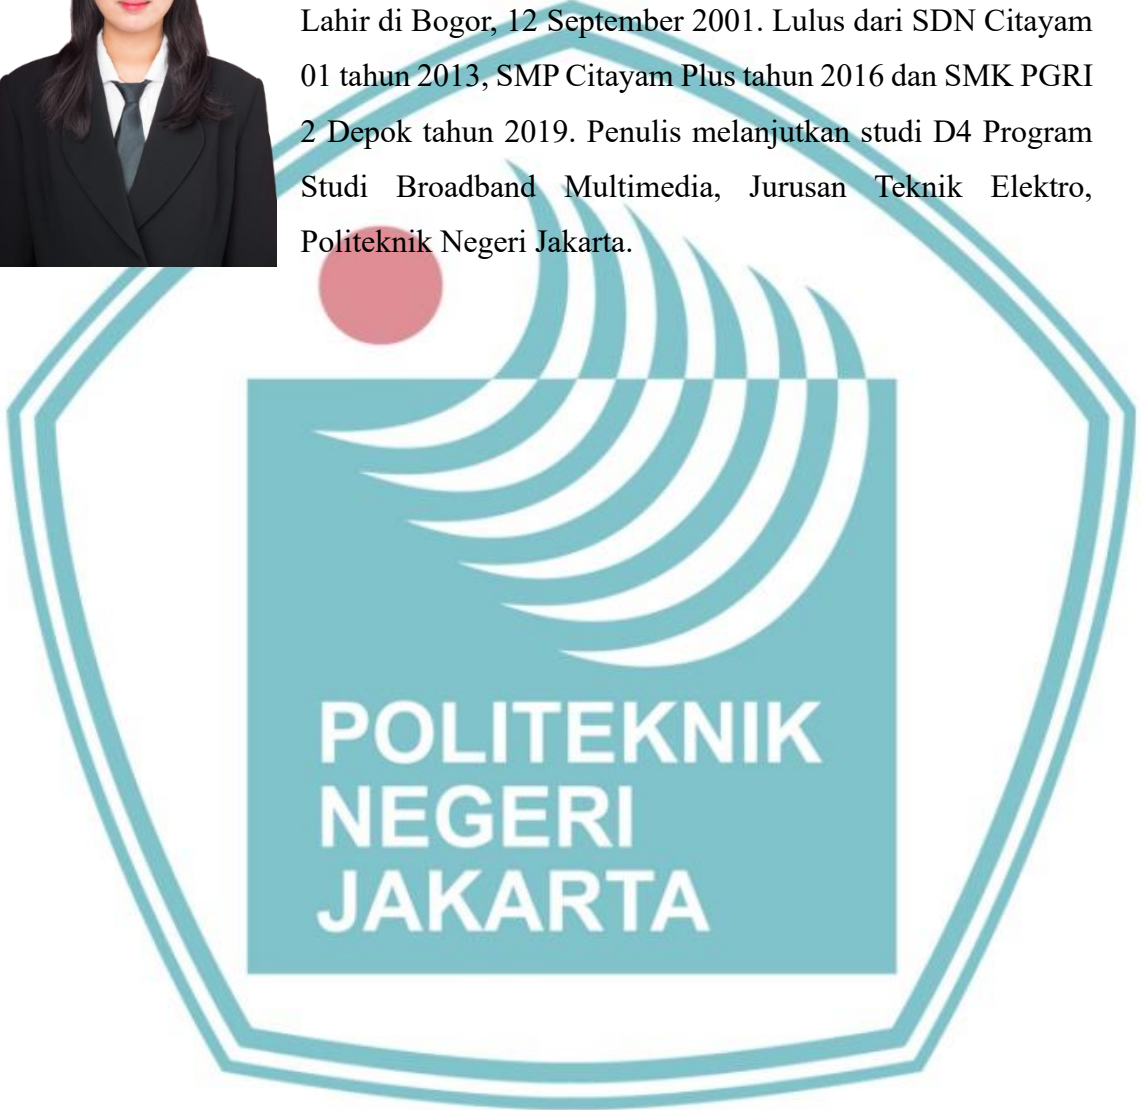 Lahir di Bogor, 12 September 2001. Lulus dari SDN Citayam
01 tahun 2013, SMP Citayam Plus tahun 2016 dan SMK PGRI
2 Depok tahun 2019. Penulis melanjutkan studi D4 Program
Studi Broadband Multimedia, Jurusan Teknik Elektro,
Politeknik Negeri Jakarta.
POLITEKNIK
NEGERI
JAKARTA